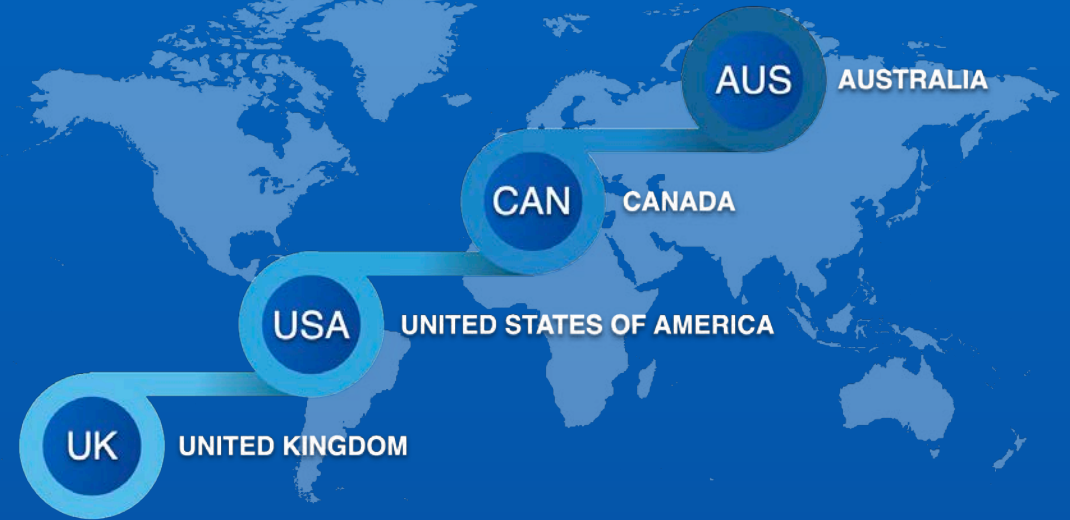 AUS
AUSTRALIA
CAN
CANADA
USA
UNITED STATES OF AMERICA
UK
UNITED KINGDOM